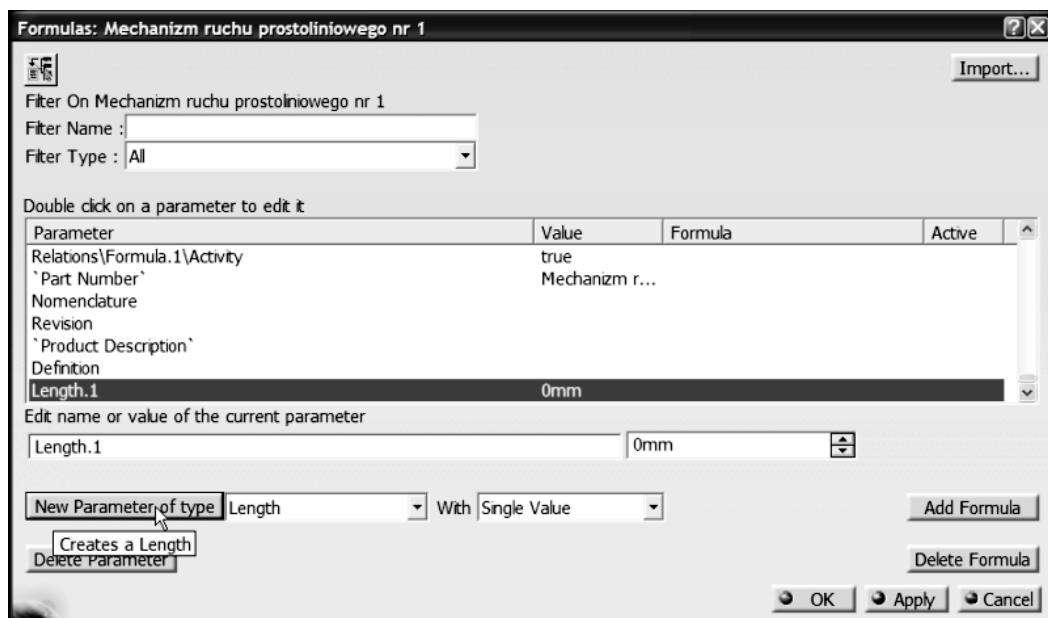 Formulas: Mechanizm ruchu prostoliniowego nr 1
Import...
Filter On Mechanizm ruchu prostoliniowego nr 1
Filter Name :
Filter Type : All
Double click on a parameter to edit it
Parameter Value Formula Active
Relations\Formula.1\Activity true
`Part Number` Mechanizm r...
Nomenclature
Revision
`Product Description`
Definition
Length.1 0mm
Edit name or value of the current parameter
Length.1 0mm
New Parameter of type Length With Single Value Add Formula
Creates a Length
Delete Parameter Delete Formula
OK Apply Cancel